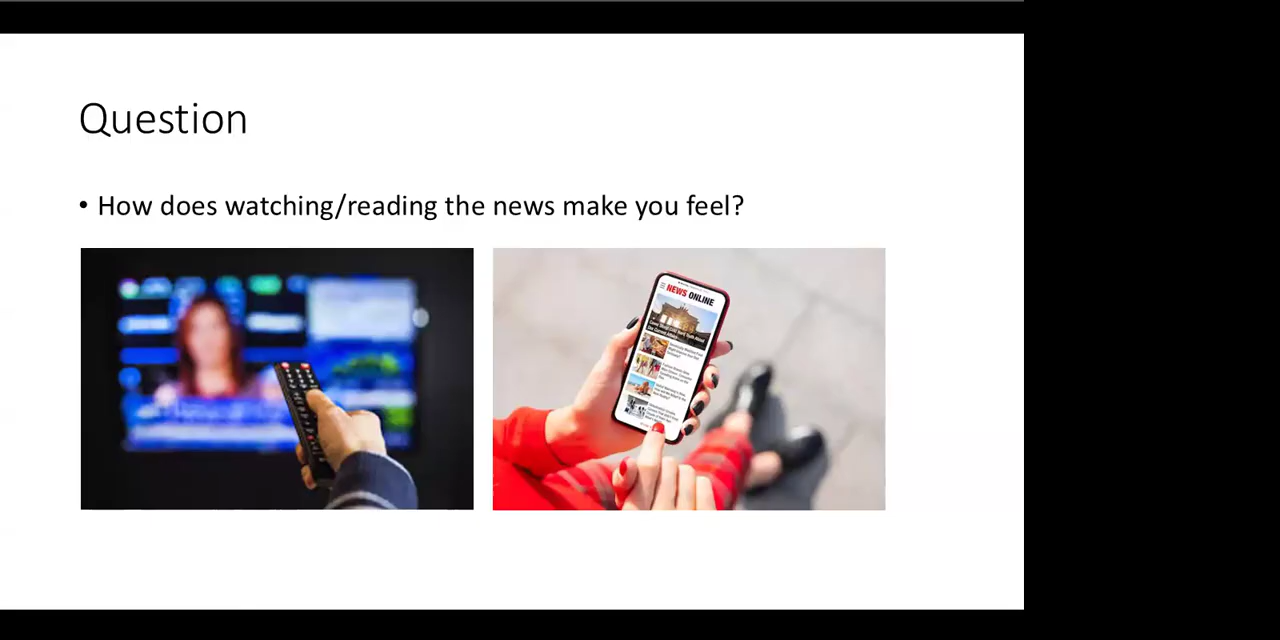 Question
• How does watching/reading the news make you feel?
NEWS ONLINE